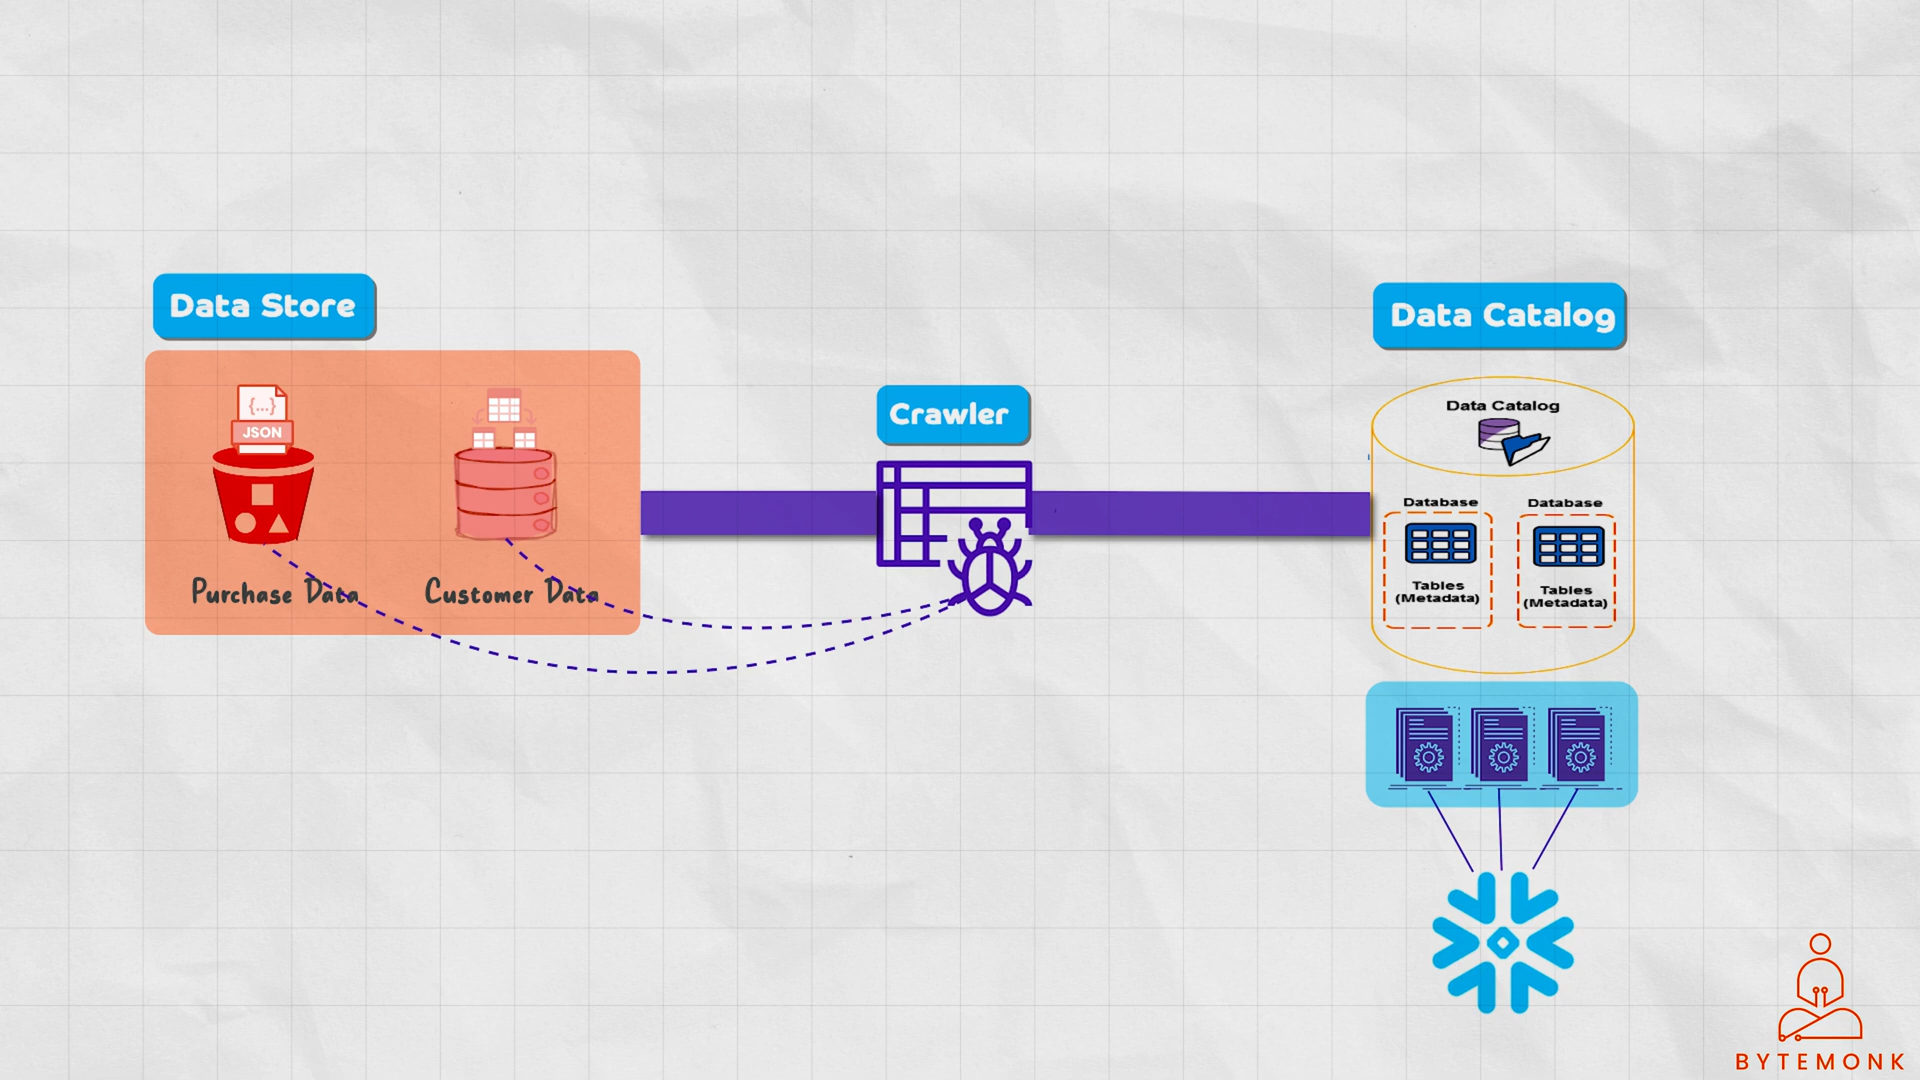 Data Store
{...}
JSON
Purchase Data
Customer Data
Crawler
Data Catalog
Data Catalog
Database
Database
Tables
(Metadata)
Tables
(Metadata)
BYTEMONK